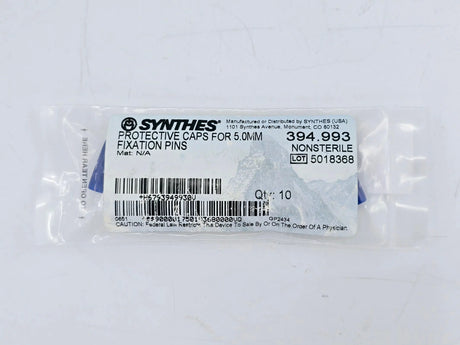 SYNTHES®
Manufactured or Distributed by SYNTHES (USA)
1101 Synthes Avenue, Monument, CO 80132
PROTECTIVE CAPS FOR 5.0MM
FIXATION PINS
Mat: N/A
394.993
NONSTERILE
LOT 5018368
Qty: 10
GP2434
CAUTION: Federal Law Restricts This Device To Sale By Or On The Order Of A Physician
HERE